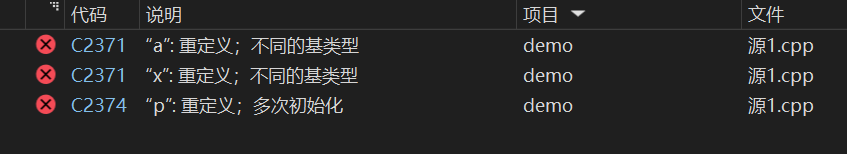 代码 说明 项目 文件
C2371 “a”: 重定义；不同的基类型 demo 源1.cpp
C2371 “x”: 重定义；不同的基类型 demo 源1.cpp
C2374 “p”: 重定义；多次初始化 demo 源1.cpp